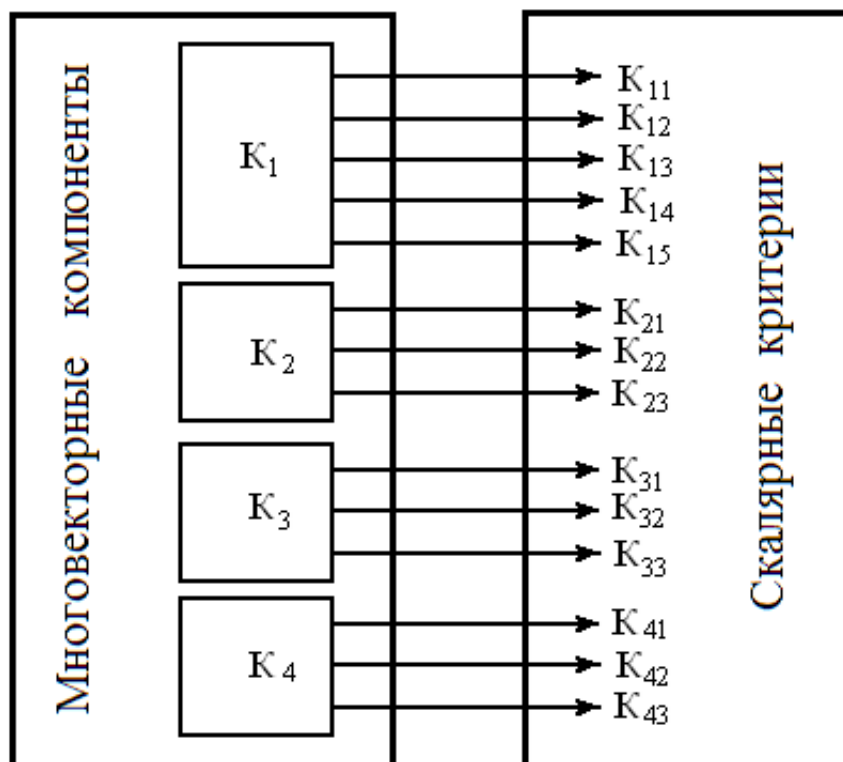 Многовекторные компоненты
К₁
К₂
К₃
К₄
К₁₁
К₁₂
К₁₃
К₁₄
К₁₅
К₂₁
К₂₂
К₂₃
К₃₁
К₃₂
К₃₃
К₄₁
К₄₂
К₄₃
Скалярные критерии